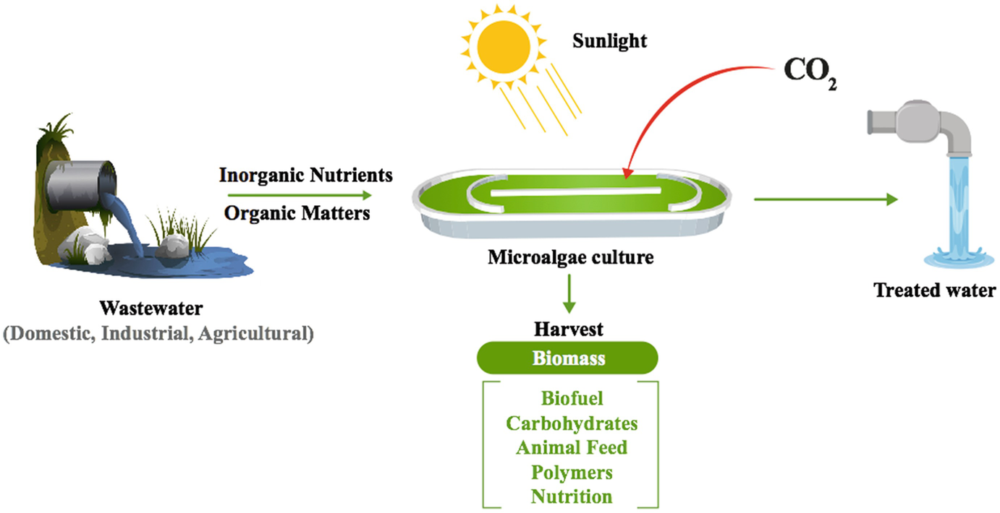 Sunlight
CO₂
Inorganic Nutrients
Organic Matters
Microalgae culture
Treated water
Wastewater
(Domestic, Industrial, Agricultural)
Harvest
Biomass
Biofuel
Carbohydrates
Animal Feed
Polymers
Nutrition